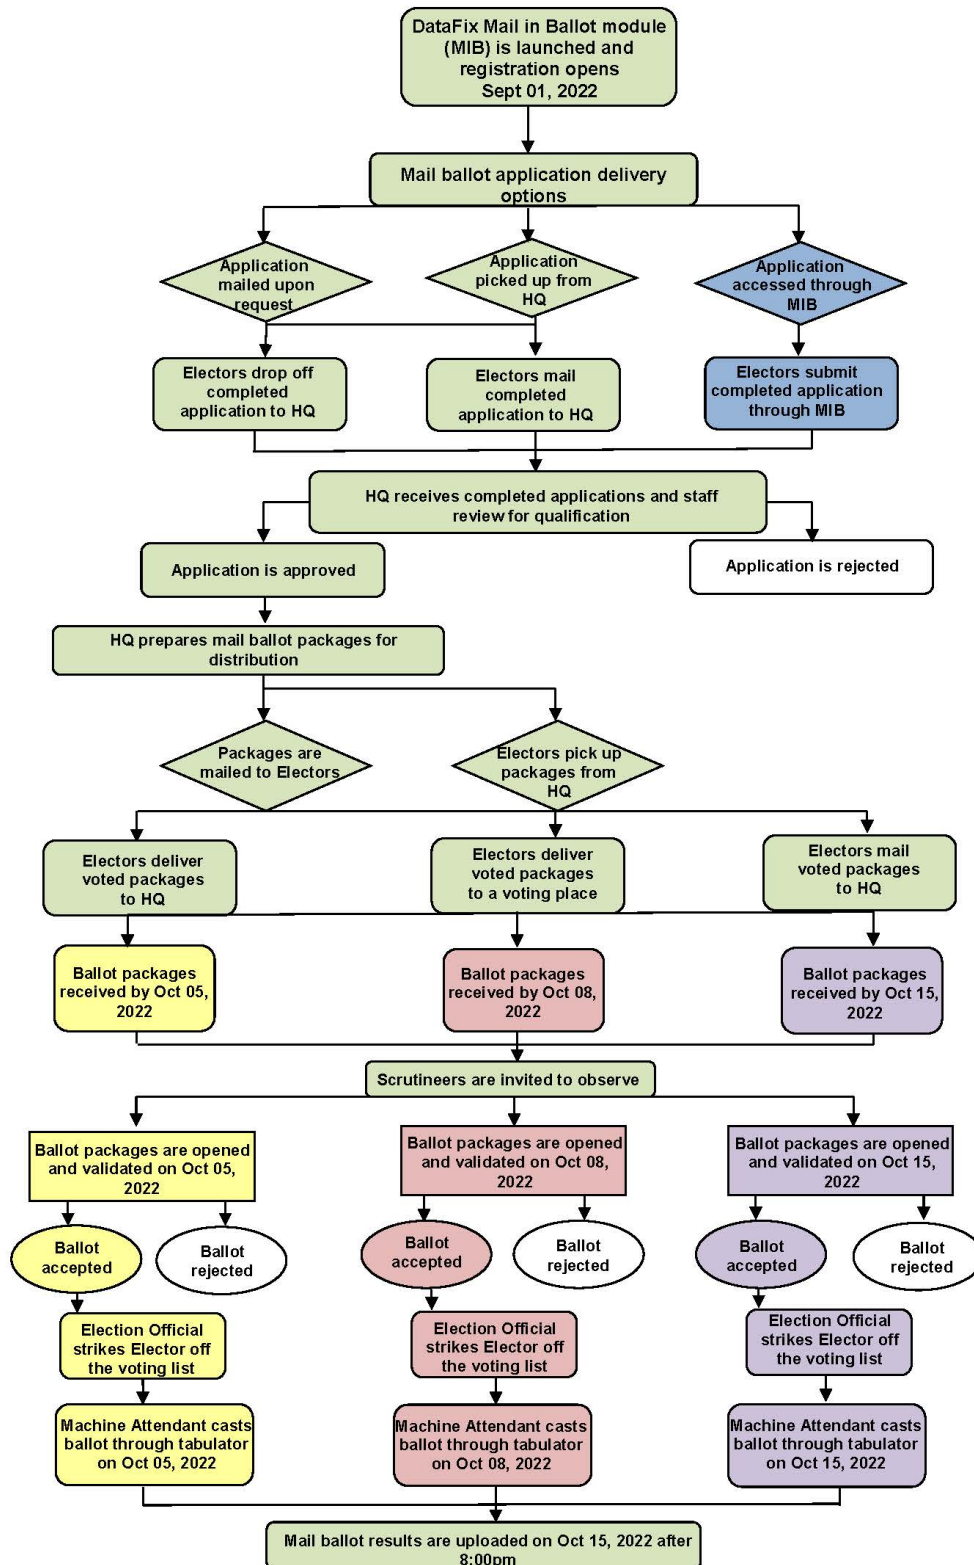 DataFix Mail in Ballot module
(MIB) is launched and
registration opens
Sept 01, 2022
Mail ballot application delivery
options
Application
mailed upon
request
Application
picked up from
HQ
Application
accessed through
MIB
Electors drop off
completed
application to HQ
Electors mail
completed
application to HQ
Electors submit
completed application
through MIB
HQ receives completed applications and staff
review for qualification
Application is approved
Application is rejected
HQ prepares mail ballot packages for
distribution
Packages are
mailed to Electors
Electors pick up
packages from
HQ
Electors deliver
voted packages
to HQ
Electors deliver
voted packages
to a voting place
Electors mail
voted packages
to HQ
Ballot packages
received by Oct 05,
2022
Ballot packages
received by Oct 08,
2022
Ballot packages
received by Oct 15,
2022
Scrutineers are invited to observe
Ballot packages are opened
and validated on Oct 05,
2022
Ballot packages are opened
and validated on Oct 08,
2022
Ballot packages are opened
and validated on Oct 15,
2022
Ballot
accepted
Ballot
rejected
Ballot
accepted
Ballot
rejected
Ballot
accepted
Ballot
rejected
Election Official
strikes Elector off
the voting list
Election Official
strikes Elector off
the voting list
Election Official
strikes Elector off
the voting list
Machine Attendant casts
ballot through tabulator
on Oct 05, 2022
Machine Attendant casts
ballot through tabulator
on Oct 08, 2022
Machine Attendant casts
ballot through tabulator
on Oct 15, 2022
Mail ballot results are uploaded on Oct 15, 2022 after
8:00pm